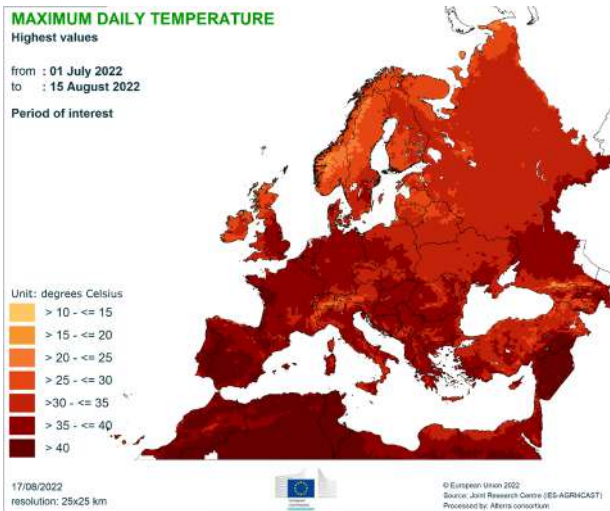 MAXIMUM DAILY TEMPERATURE
Highest values
from : 01 July 2022
to : 15 August 2022
Period of interest
Unit: degrees Celsius
> 10 - <= 15
> 15 - <= 20
> 20 - <= 25
> 25 - <= 30
>30 - <= 35
> 35 - <= 40
> 40
17/08/2022
resolution: 25x25 km
© European Union 2022
Source: Joint Research Centre (IES-AGRI4CAST)
Processed by: Alterra consortium